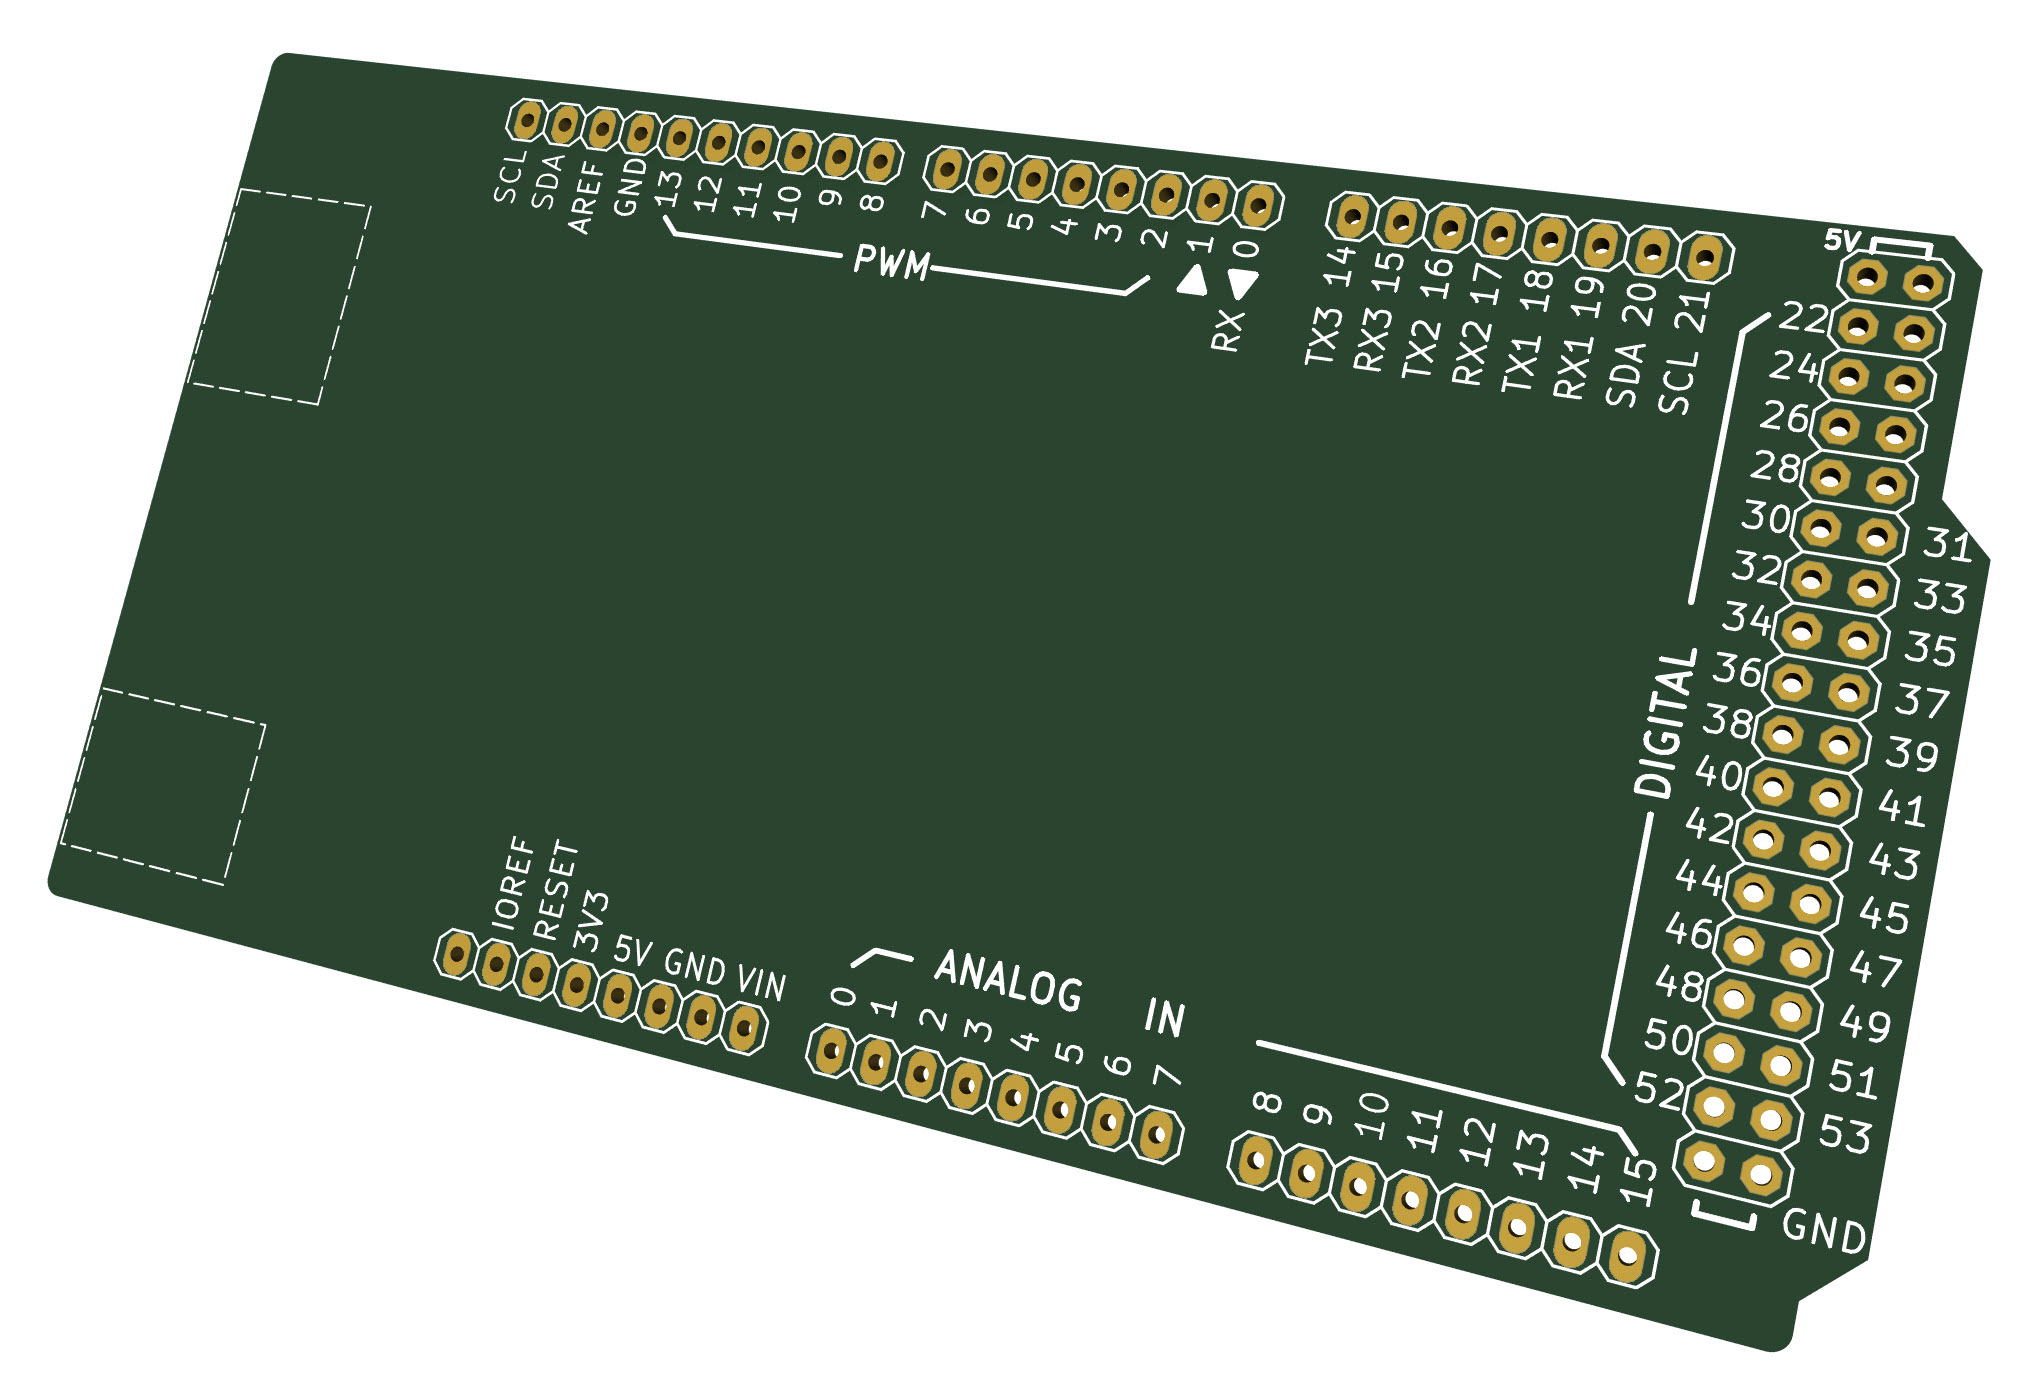 SCL SDA AREF GND 13 12 11 10 9 8 7 6 5 4 3 2 1 0
PWM
RX
TX3 14
RX3 15
TX2 16
RX2 17
TX1 18
RX1 19
SDA 20
SCL 21
5V
22
24
26
28
30 31
32 33
34 35
36 37
38 39
40 41
42 43
44 45
46 47
48 49
50 51
52 53
GND
DIGITAL
IOREF RESET 3V3 5V GND VIN
ANALOG IN
0 1 2 3 4 5 6 7 8 9 10 11 12 13 14 15